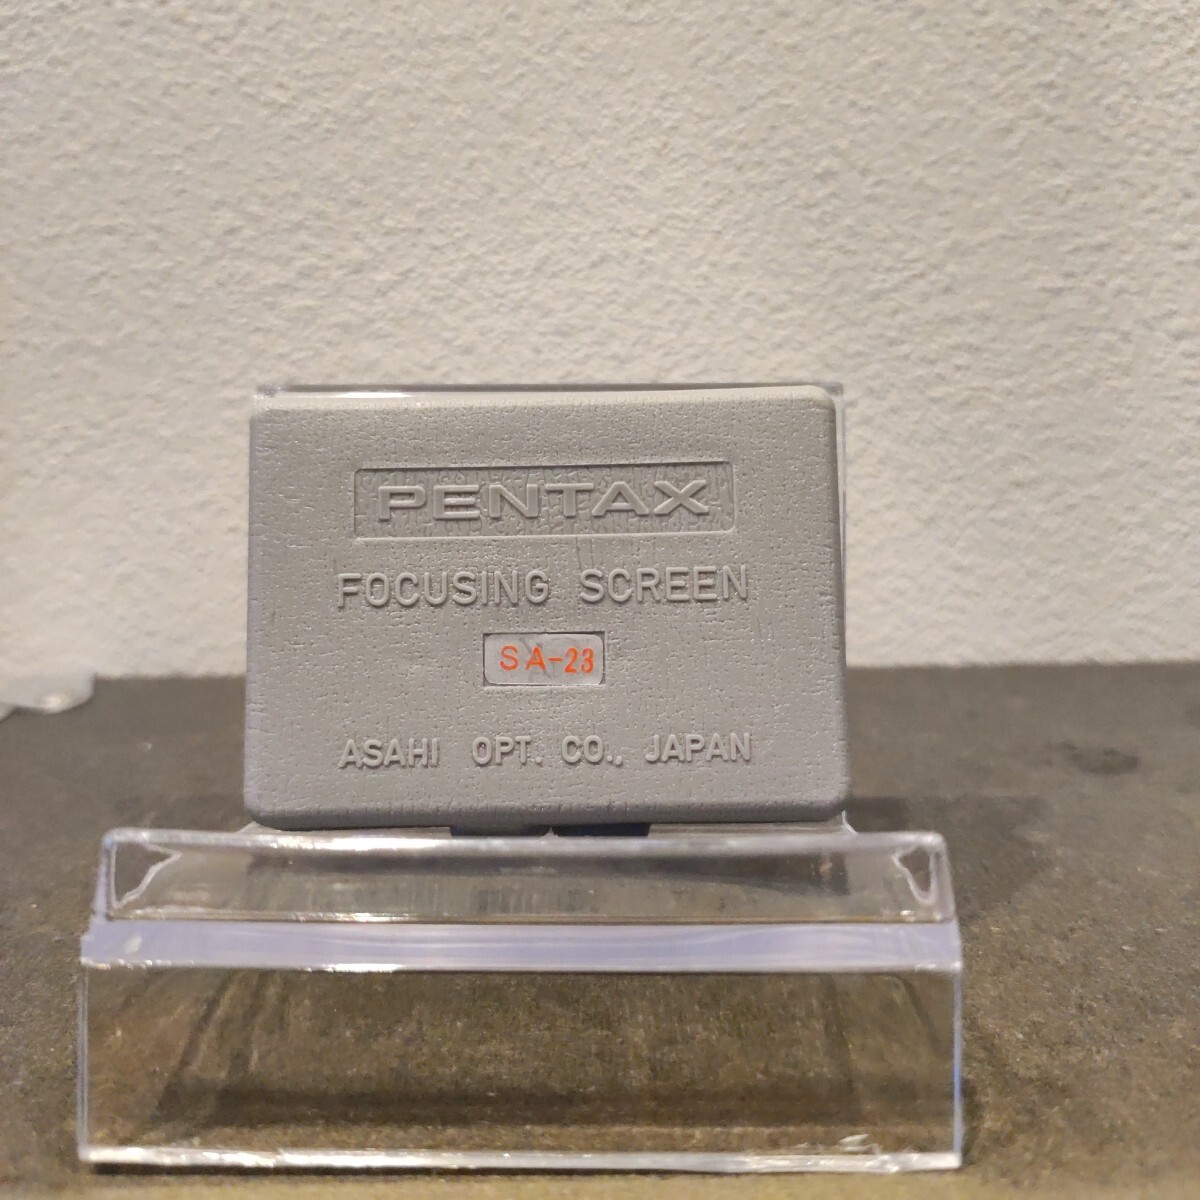 PENTAX
FOCUSING SCREEN
SA-23
ASAHI OPT. CO., JAPAN